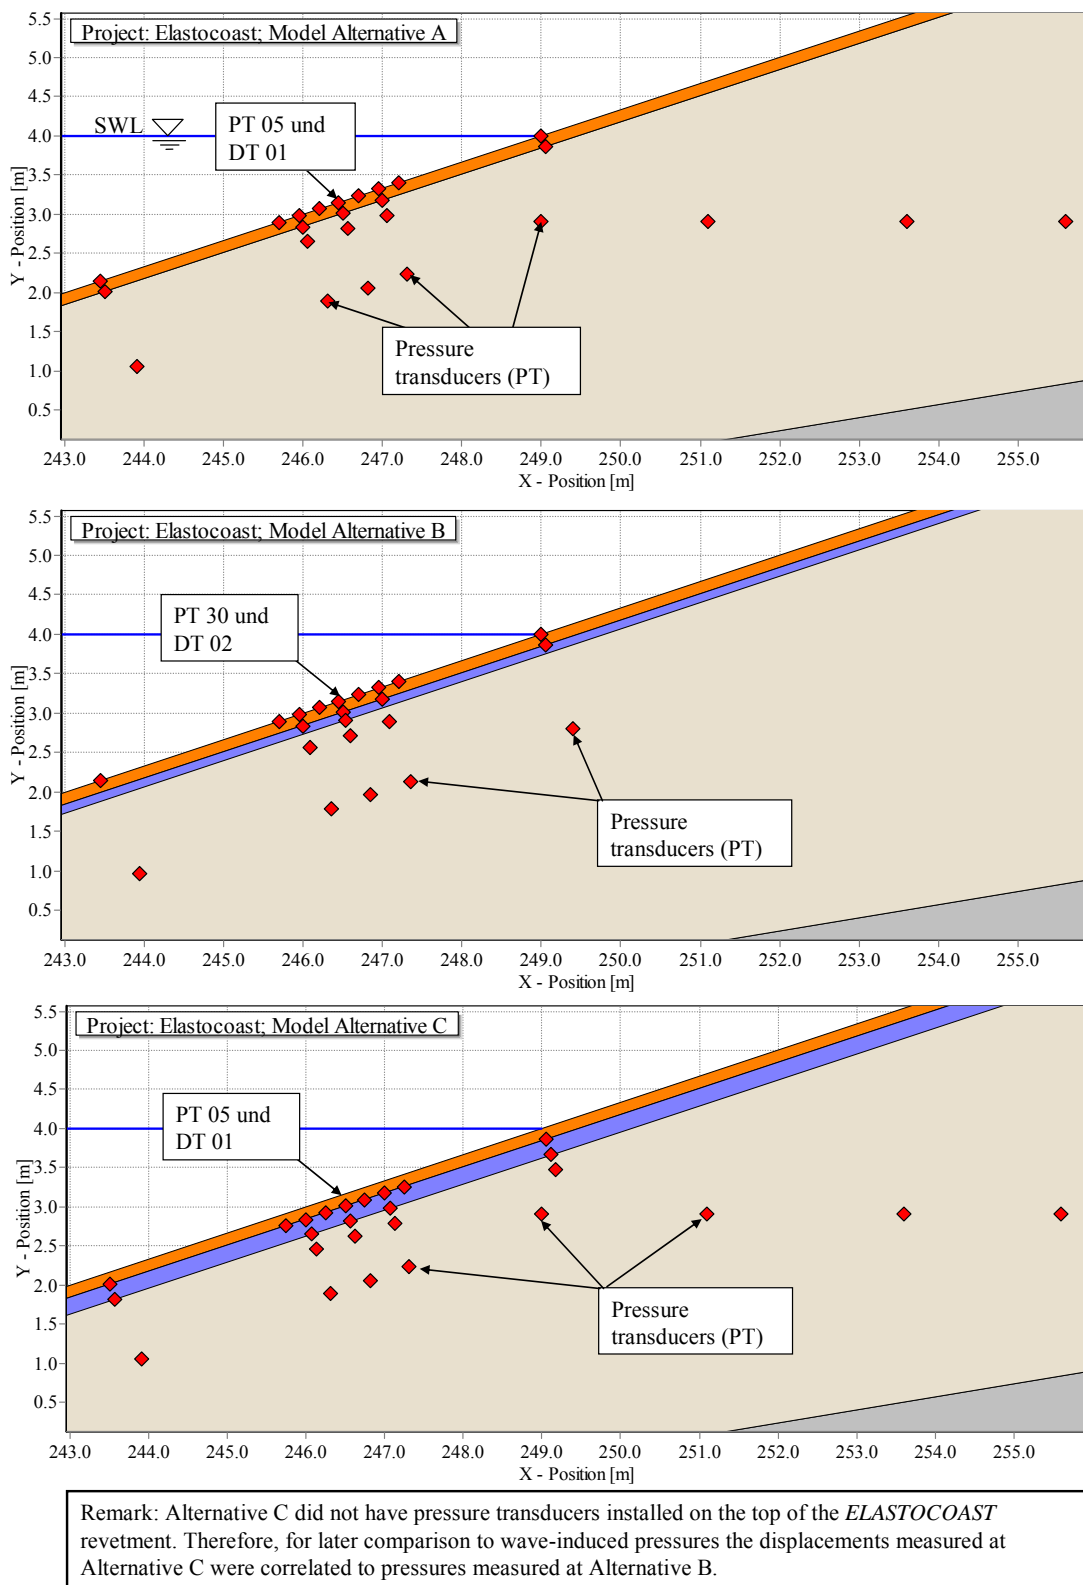 Project: Elastocoast; Model Alternative A
5.5
5.0
4.5
4.0
3.5
3.0
2.5
2.0
1.5
1.0
0.5
Y - Position [m]
SWL
PT 05 und
DT 01
Pressure
transducers (PT)
243.0 244.0 245.0 246.0 247.0 248.0 249.0 250.0 251.0 252.0 253.0 254.0 255.0
X - Position [m]
Project: Elastocoast; Model Alternative B
5.5
5.0
4.5
4.0
3.5
3.0
2.5
2.0
1.5
1.0
0.5
Y - Position [m]
PT 30 und
DT 02
Pressure
transducers (PT)
243.0 244.0 245.0 246.0 247.0 248.0 249.0 250.0 251.0 252.0 253.0 254.0 255.0
X - Position [m]
Project: Elastocoast; Model Alternative C
5.5
5.0
4.5
4.0
3.5
3.0
2.5
2.0
1.5
1.0
0.5
Y - Position [m]
PT 05 und
DT 01
Pressure
transducers (PT)
243.0 244.0 245.0 246.0 247.0 248.0 249.0 250.0 251.0 252.0 253.0 254.0 255.0
X - Position [m]
Remark: Alternative C did not have pressure transducers installed on the top of the ELASTOCOAST
revetment. Therefore, for later comparison to wave-induced pressures the displacements measured at
Alternative C were correlated to pressures measured at Alternative B.